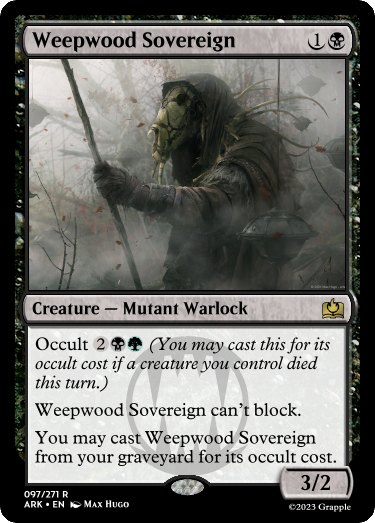 Weepwood Sovereign 1
Creature — Mutant Warlock
Occult 2 (You may cast this for its
occult cost if a creature you control died
this turn.)
Weepwood Sovereign can't block.
You may cast Weepwood Sovereign
from your graveyard for its occult cost.
3/2
097/271 R
ARK • EN Max Hugo
©2023 Grapple